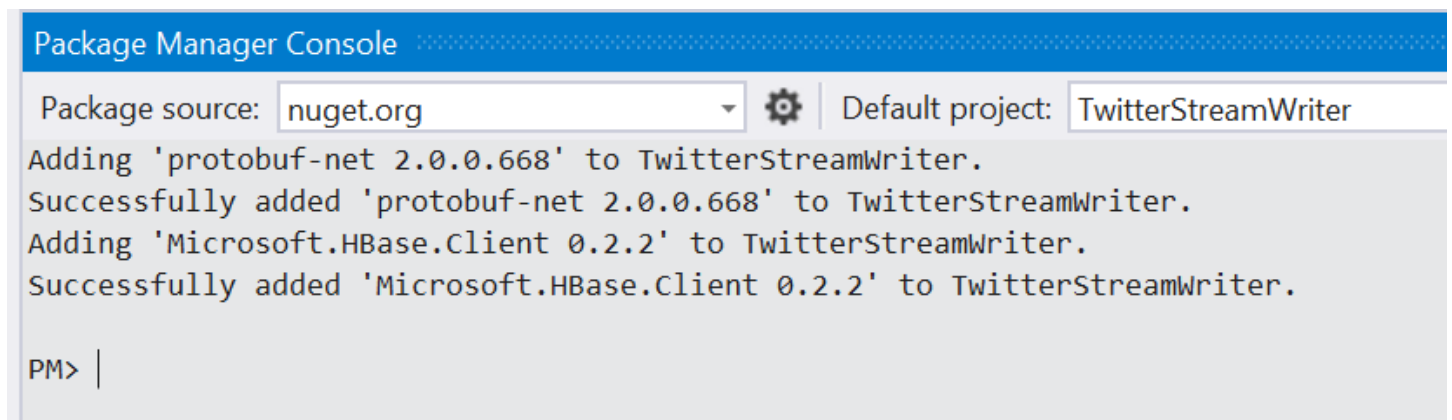 Package Manager Console
Package source: nuget.org Default project: TwitterStreamWriter
Adding 'protobuf-net 2.0.0.668' to TwitterStreamWriter.
Successfully added 'protobuf-net 2.0.0.668' to TwitterStreamWriter.
Adding 'Microsoft.HBase.Client 0.2.2' to TwitterStreamWriter.
Successfully added 'Microsoft.HBase.Client 0.2.2' to TwitterStreamWriter.
PM>